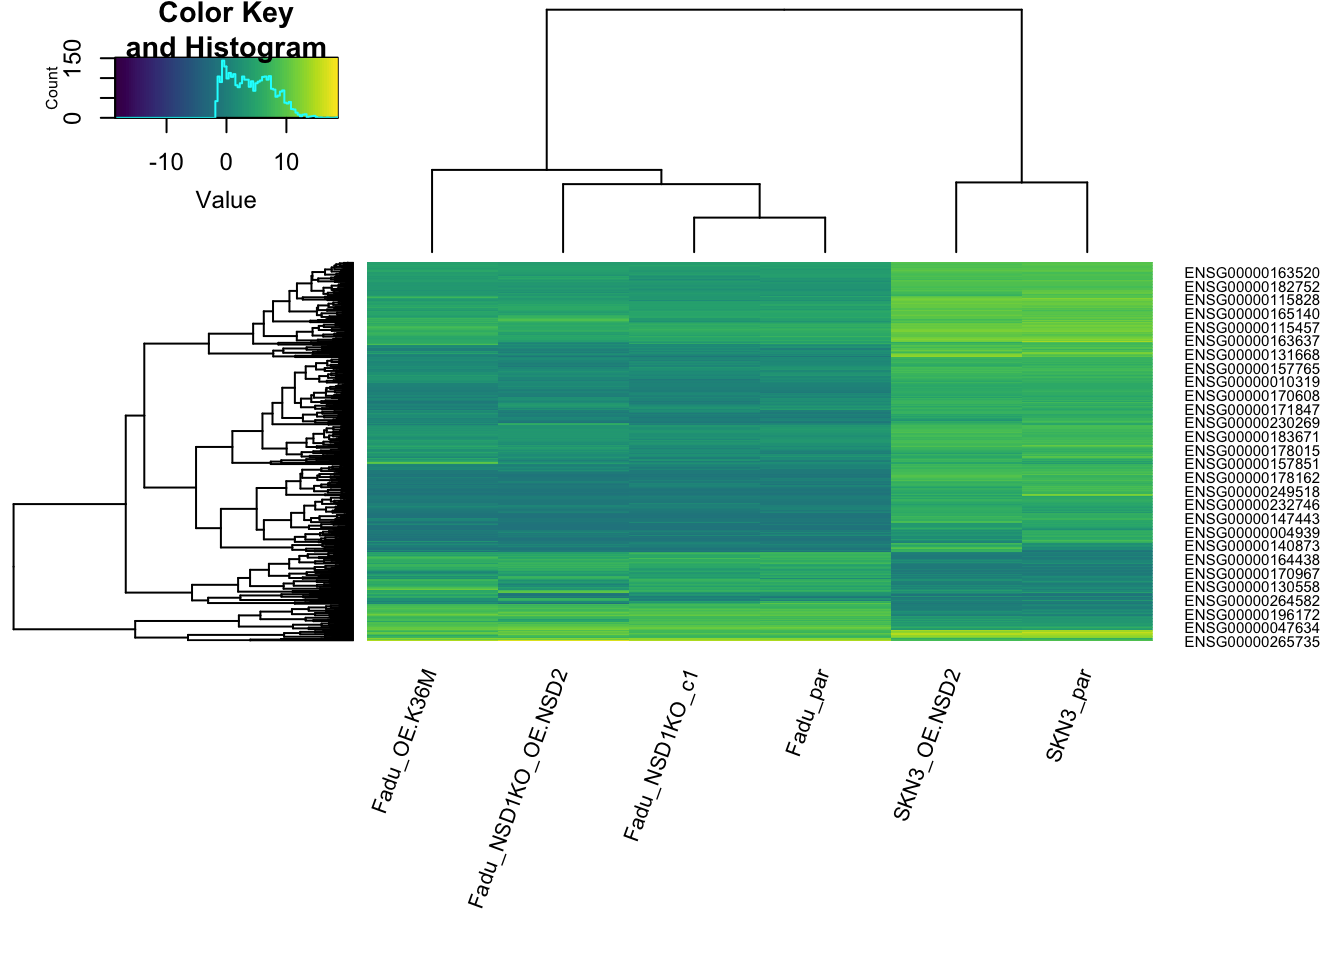 Color Key
and Histogram
Count
0
150
-10
0
10
Value
ENSG00000163520
ENSG00000182752
ENSG00000115828
ENSG00000165140
ENSG00000115457
ENSG00000163637
ENSG00000131668
ENSG00000157765
ENSG00000010319
ENSG00000170608
ENSG00000171847
ENSG00000230269
ENSG00000183671
ENSG00000178015
ENSG00000157851
ENSG00000178162
ENSG00000249518
ENSG00000232746
ENSG00000147443
ENSG00000004939
ENSG00000140873
ENSG00000164438
ENSG00000170967
ENSG00000130558
ENSG00000264582
ENSG00000196172
ENSG00000047634
ENSG00000265735
Fadu_OE.K36M
Fadu_NSD1KO_OE.NSD2
Fadu_NSD1KO_c1
Fadu_par
SKN3_OE.NSD2
SKN3_par